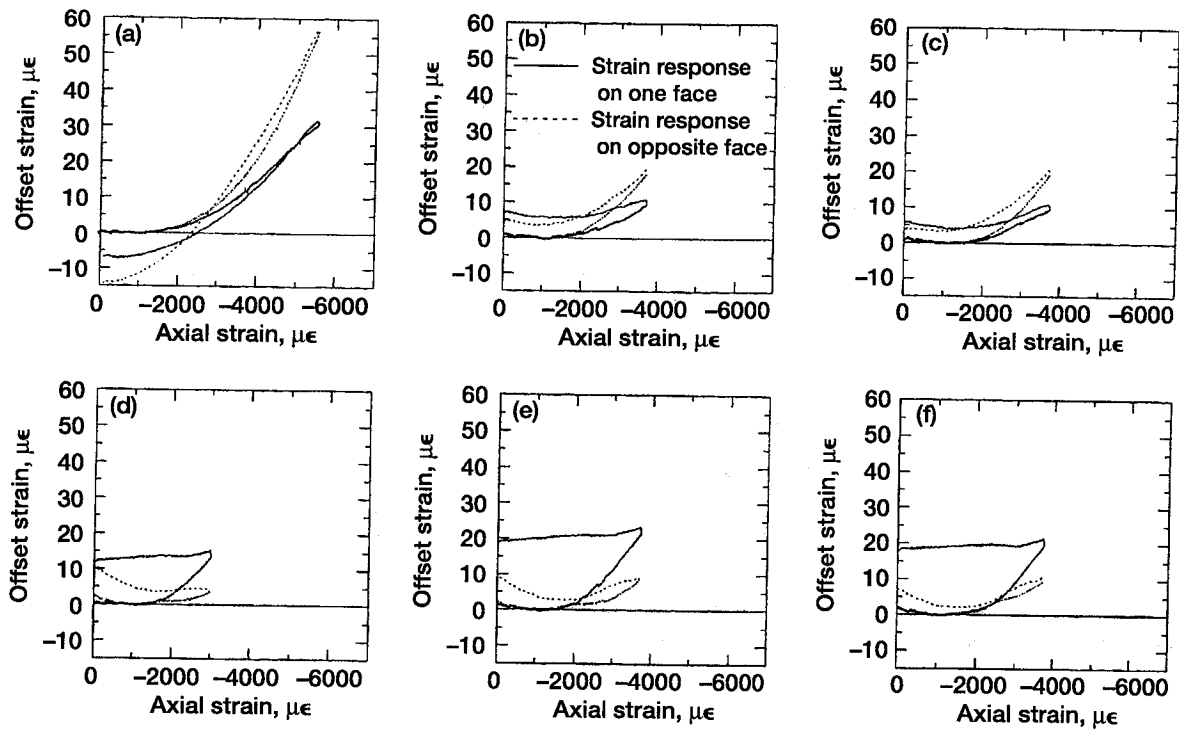 (a)
60
50
40
30
20
10
0
−10
Offset strain, με
0 −2000 −4000 −6000
Axial strain, με
(b)
Strain response
on one face
Strain response
on opposite face
60
50
40
30
20
10
0
−10
Offset strain, με
0 −2000 −4000 −6000
Axial strain, με
(c)
60
50
40
30
20
10
0
−10
Offset strain, με
0 −2000 −4000 −6000
Axial strain, με
(d)
60
50
40
30
20
10
0
−10
Offset strain, με
0 −2000 −4000 −6000
Axial strain, με
(e)
60
50
40
30
20
10
0
−10
Offset strain, με
0 −2000 −4000 −6000
Axial strain, με
(f)
60
50
40
30
20
10
0
−10
Offset strain, με
0 −2000 −4000 −6000
Axial strain, με